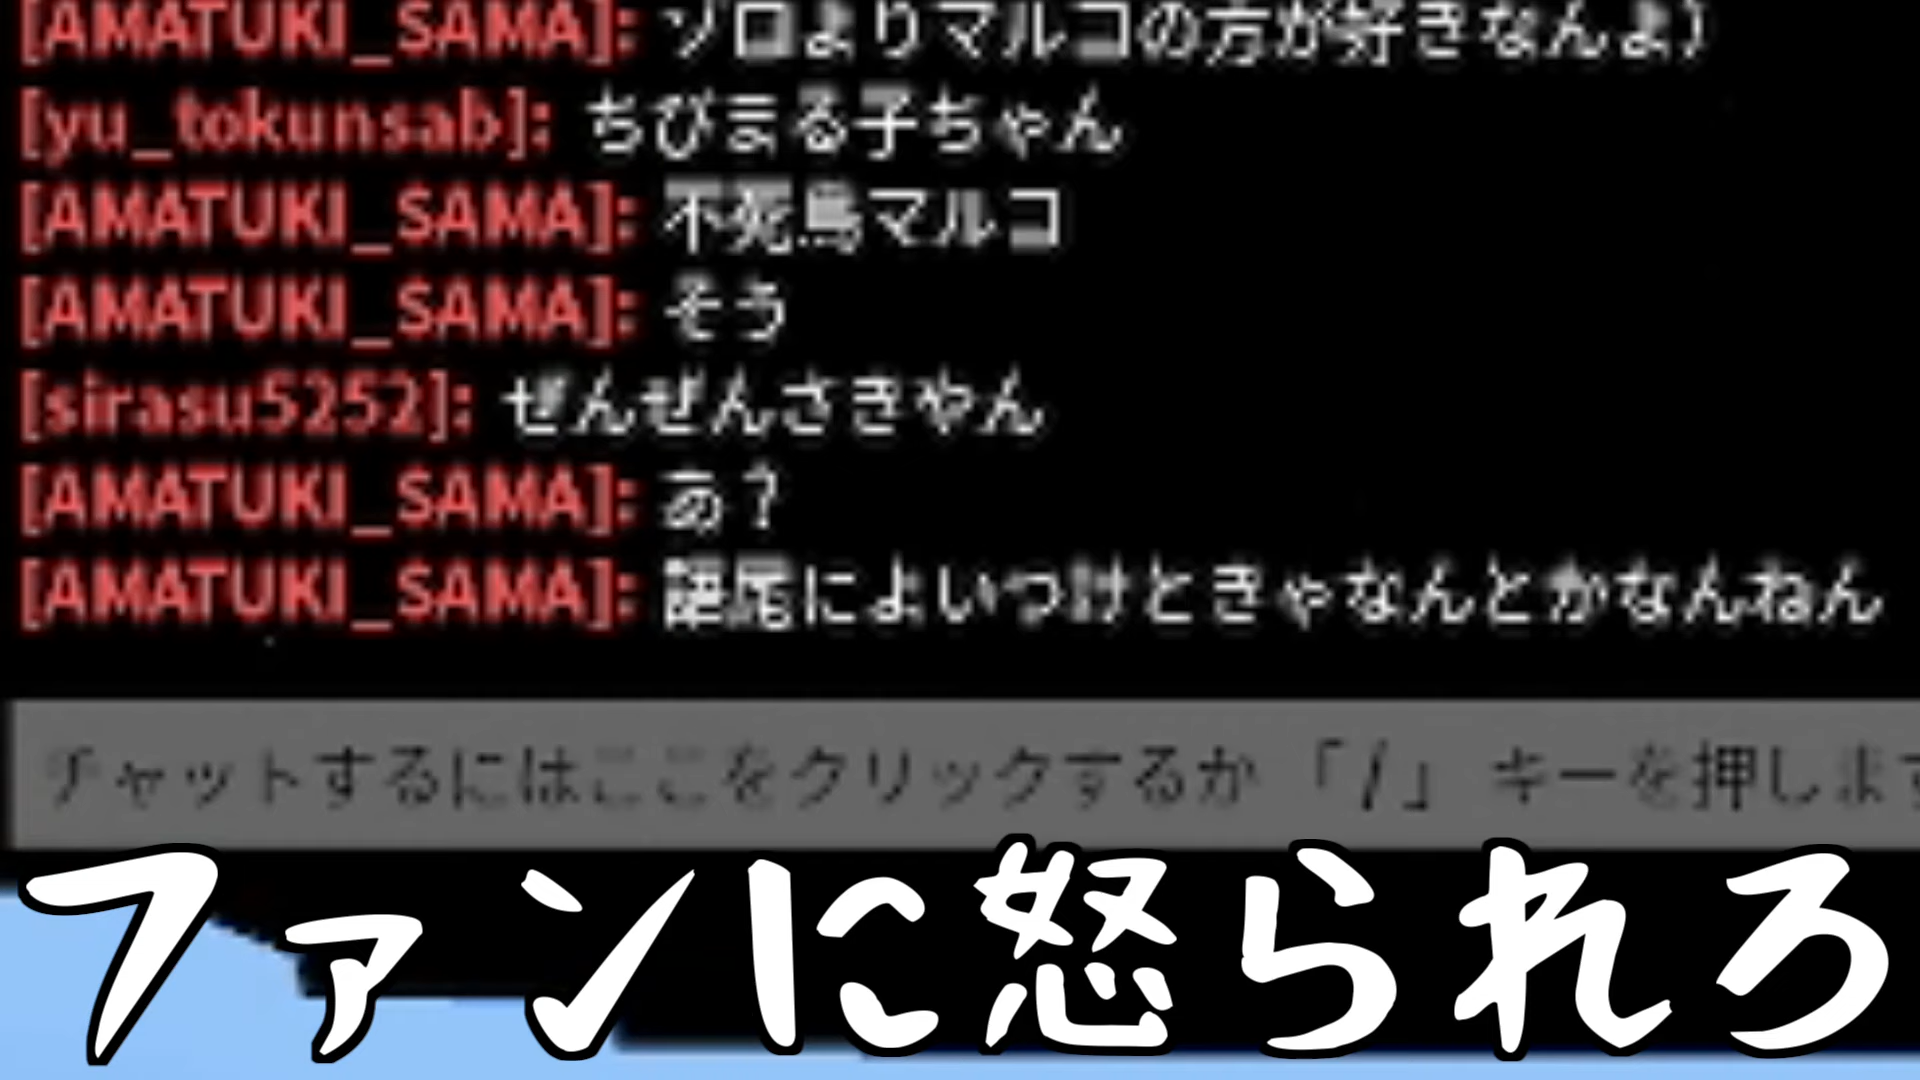 [AMATUKI_SAMA]: ゾロよりマルコの方が好きなんよ）
[yu_tokunsab]: ちびまる子ちゃん
[AMATUKI_SAMA]: 不死鳥マルコ
[AMATUKI_SAMA]: そう
[sirasu5252]: ぜんぜんさきやん
[AMATUKI_SAMA]: あ？
[AMATUKI_SAMA]: 語尾によいつけときゃなんとかなんねん
チャットするにはここをクリックするか「/」キーを押します
ファンに怒られろ